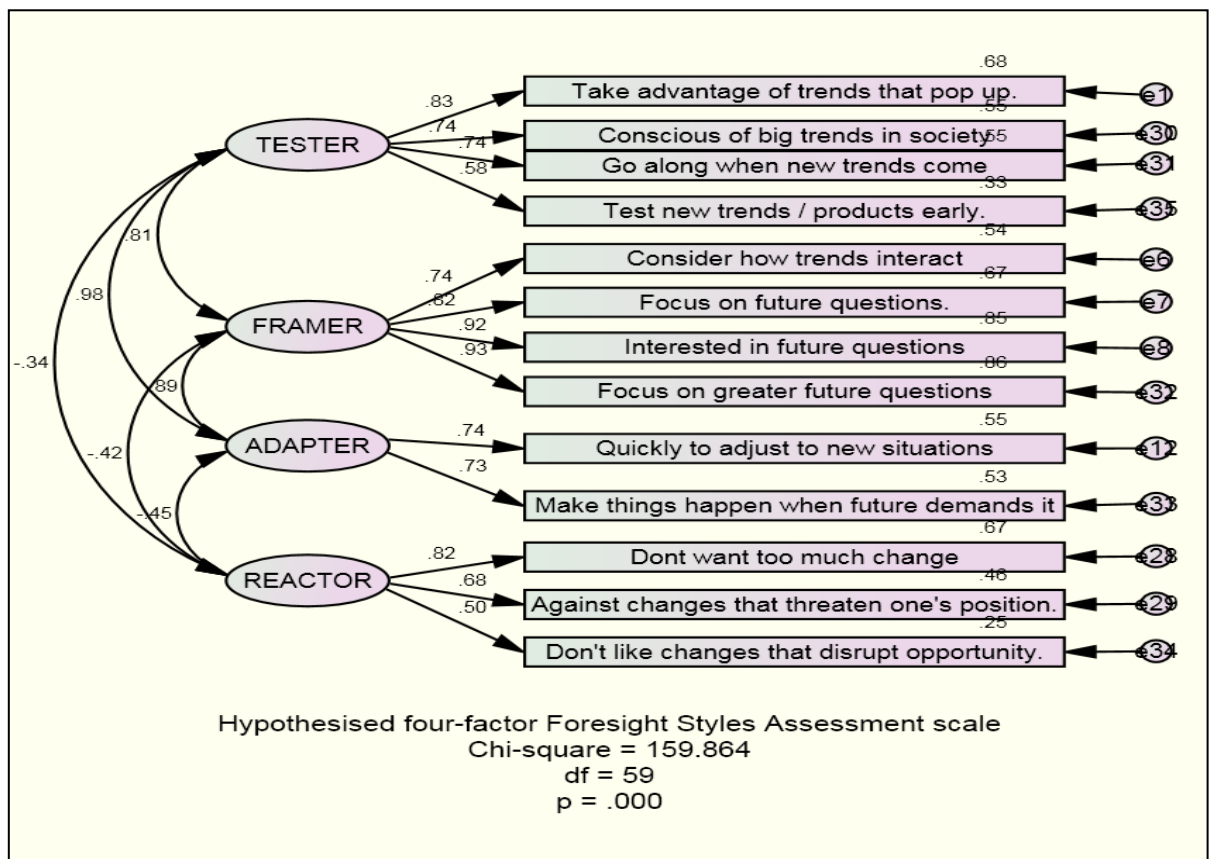 .68
Take advantage of trends that pop up.
e1
.83
.55
TESTER
.74
Conscious of big trends in society
e30
.55
.74
Go along when new trends come
e31
.58
.33
Test new trends / products early.
e35
.81
.54
.74
Consider how trends interact
e6
.67
.98
.82
Focus on future questions.
e7
.85
FRAMER
.92
Interested in future questions
e8
-.34
.93
.86
Focus on greater future questions
e32
.89
.55
ADAPTER
.74
Quickly to adjust to new situations
e12
-.42
.73
.53
Make things happen when future demands it
e33
-.45
.67
.82
Dont want too much change
e28
REACTOR
.68
.46
Against changes that threaten one's position.
e29
.50
.25
Don't like changes that disrupt opportunity.
e34
Hypothesised four-factor Foresight Styles Assessment scale
Chi-square = 159.864
df = 59
p = .000